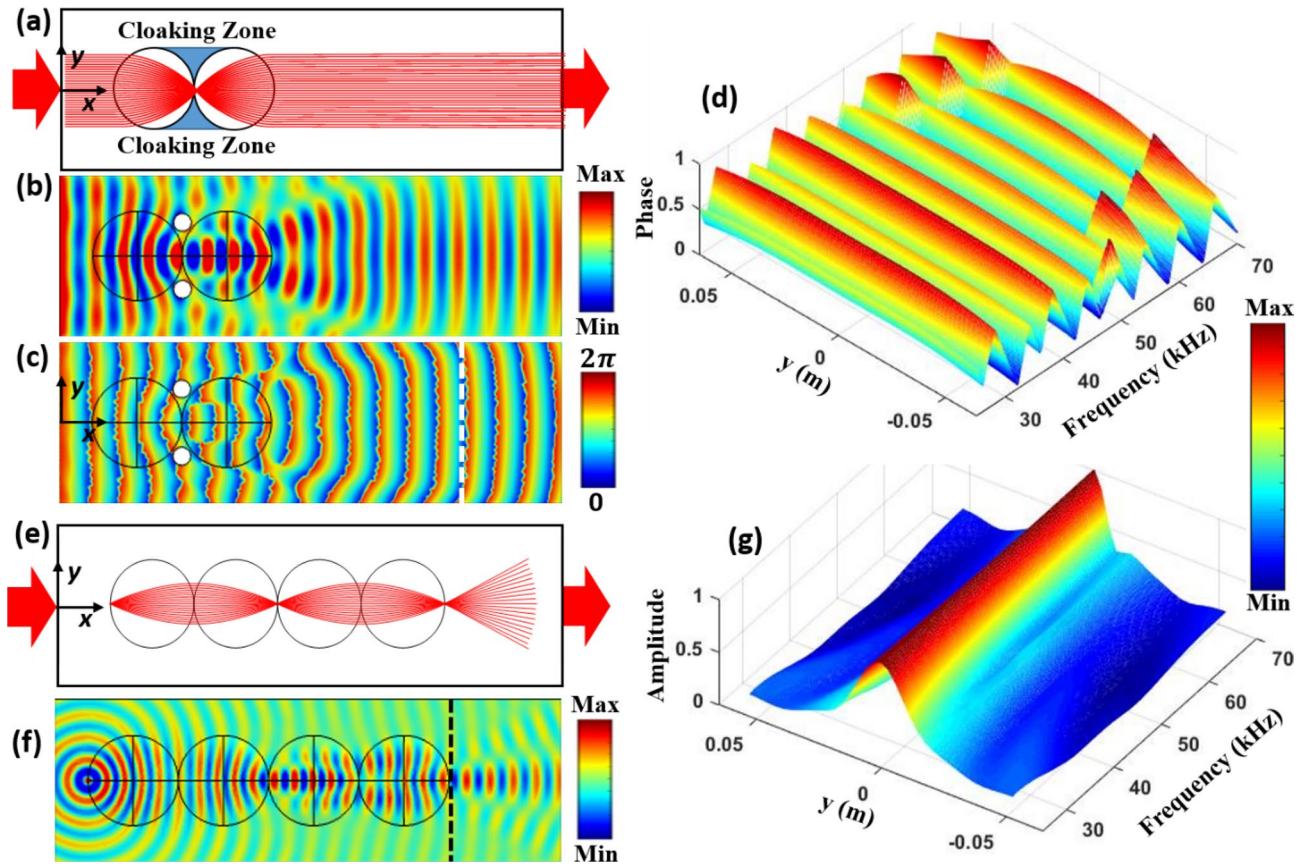 (a)
Cloaking Zone
y
x
Cloaking Zone
(b)
Max
Min
(c)
2π
y
x
0
(d)
1
0.5
0
Phase
0.05
0
-0.05
y (m)
30
40
50
60
70
Frequency (kHz)
Max
Min
(e)
y
x
(f)
Max
Min
(g)
1
0.5
0
Amplitude
0.05
0
-0.05
y (m)
30
40
50
60
70
Frequency (kHz)